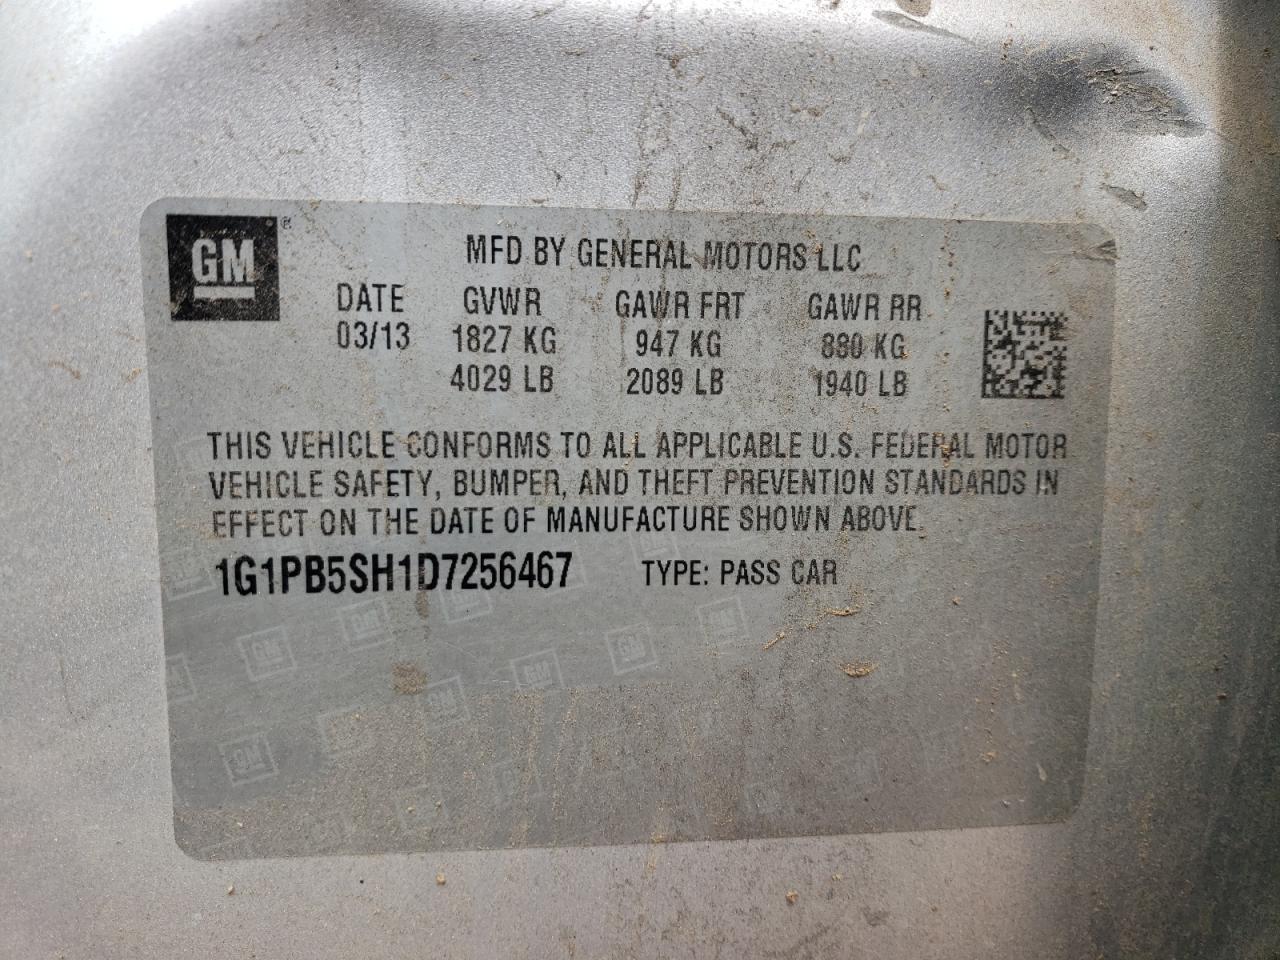 GM®
MFD BY GENERAL MOTORS LLC
DATE GVWR GAWR FRT GAWR RR
03/13 1827 KG 947 KG 880 KG
4029 LB 2089 LB 1940 LB
THIS VEHICLE CONFORMS TO ALL APPLICABLE U.S. FEDERAL MOTOR
VEHICLE SAFETY, BUMPER, AND THEFT PREVENTION STANDARDS IN
EFFECT ON THE DATE OF MANUFACTURE SHOWN ABOVE.
1G1PB5SH1D7256467 TYPE: PASS CAR